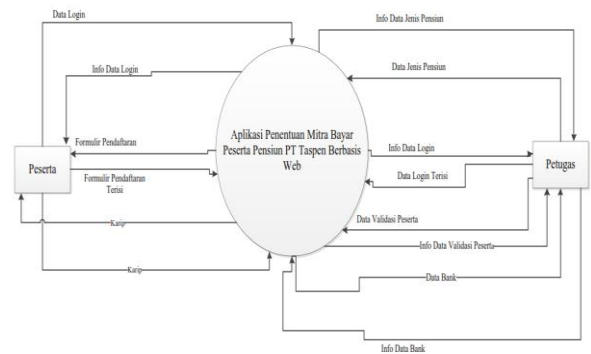 Data Login
Info Data Jenis Pensiun
Info Data Login
Data Jenis Pensiun
Aplikasi Penentuan Mitra Bayar
Peserta Pensiun PT Taspen Berbasis
Web
Formulir Pendaftaran
Info Data Login
Peserta
Petugas
Formulir Pendaftaran
Terisi
Data Login Terisi
Data Validasi Peserta
Karip
Info Data Validasi Peserta
Karip
Data Bank
Info Data Bank